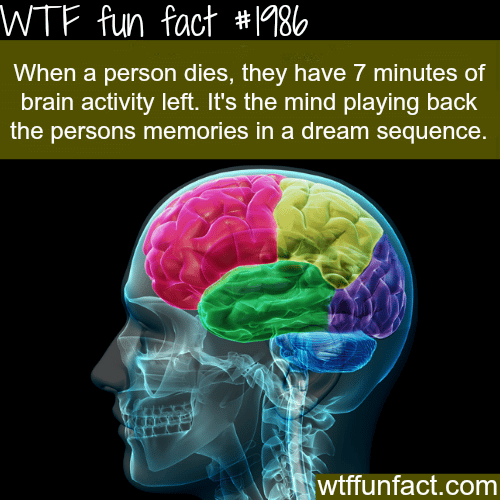 WTF fun fact #1986
When a person dies, they have 7 minutes of
brain activity left. It's the mind playing back
the persons memories in a dream sequence.
wtffunfact.com